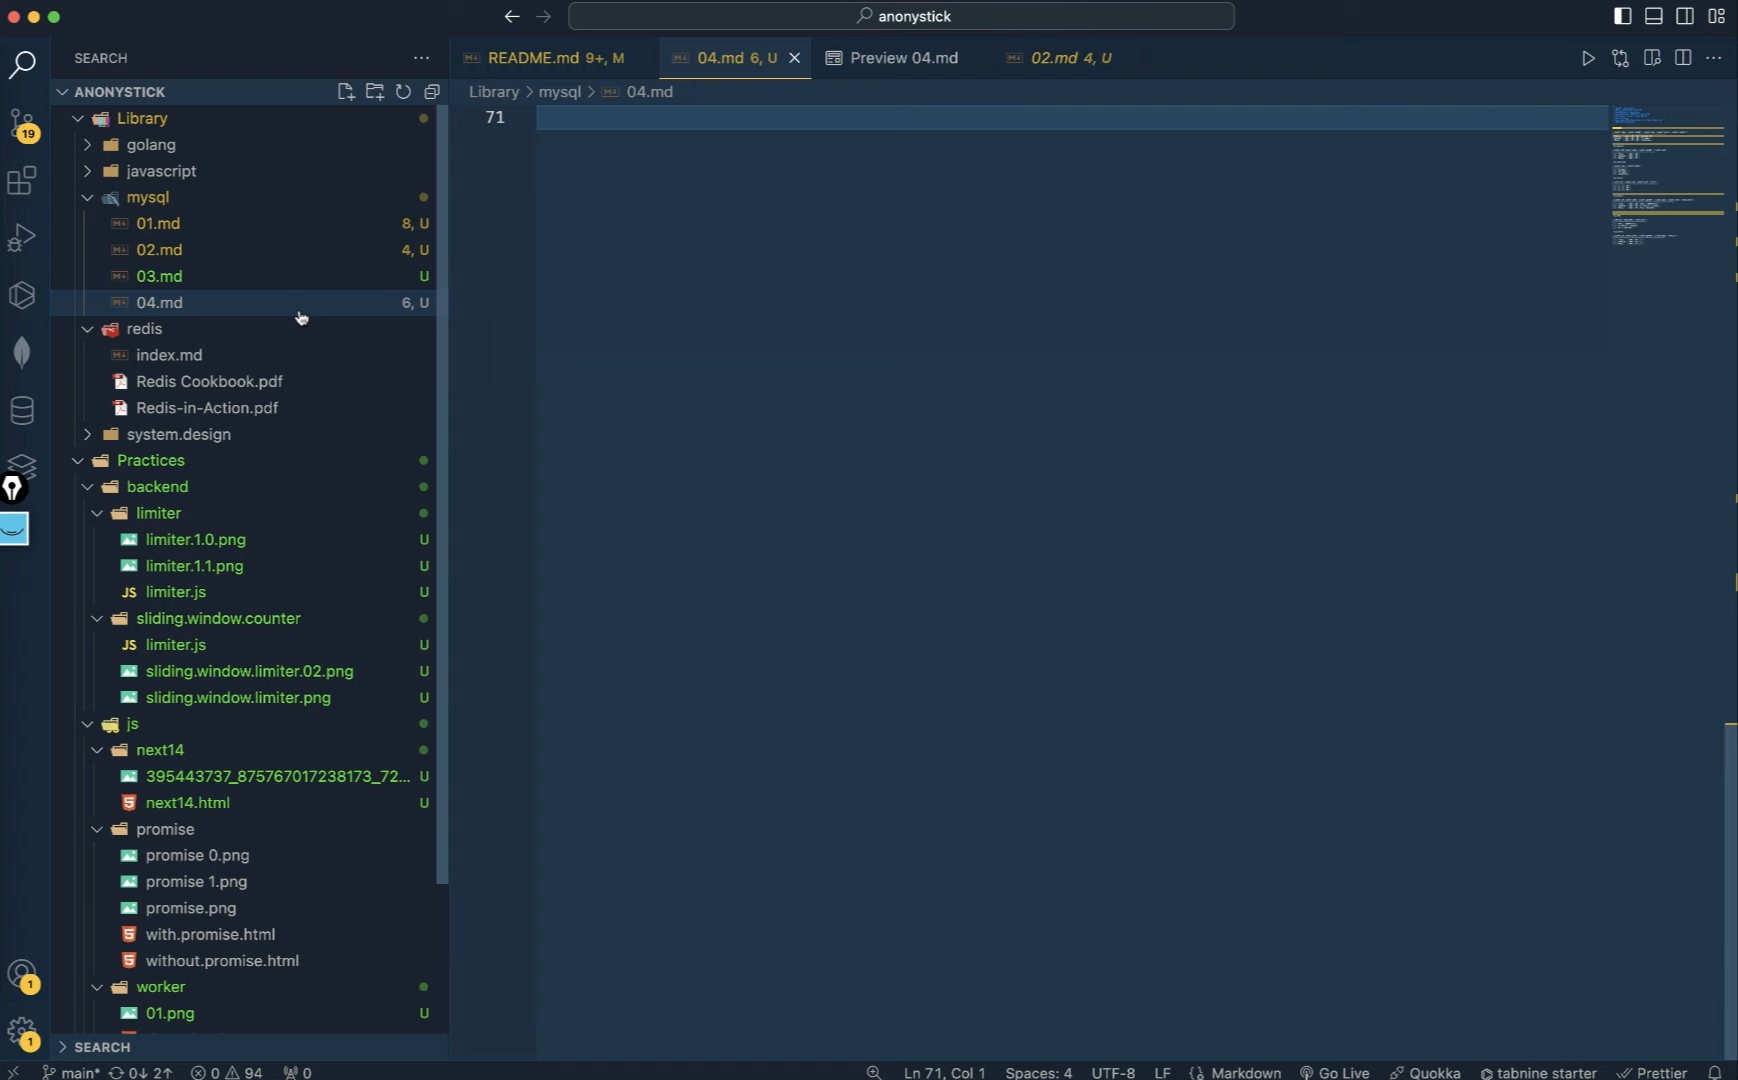 anonystick
SEARCH
README.md 9+, M
04.md 6, U
Preview 04.md
02.md 4, U
ANONYSTICK
Library > mysql > 04.md
71
Library
golang
javascript
mysql
01.md 8, U
02.md 4, U
03.md U
04.md 6, U
redis
index.md
Redis Cookbook.pdf
Redis-in-Action.pdf
system.design
Practices
backend
limiter
limiter.1.0.png U
limiter.1.1.png U
JS limiter.js U
sliding.window.counter
JS limiter.js U
sliding.window.limiter.02.png U
sliding.window.limiter.png U
js
next14
395443737_875767017238173_72... U
next14.html U
promise
promise 0.png
promise 1.png
promise.png
with.promise.html
without.promise.html
worker
01.png U
SEARCH
19
1
1
main* 0↓ 2↑ 0 94 0 Ln 71, Col 1 Spaces: 4 UTF-8 LF Markdown Go Live Quokka tabnine starter Prettier